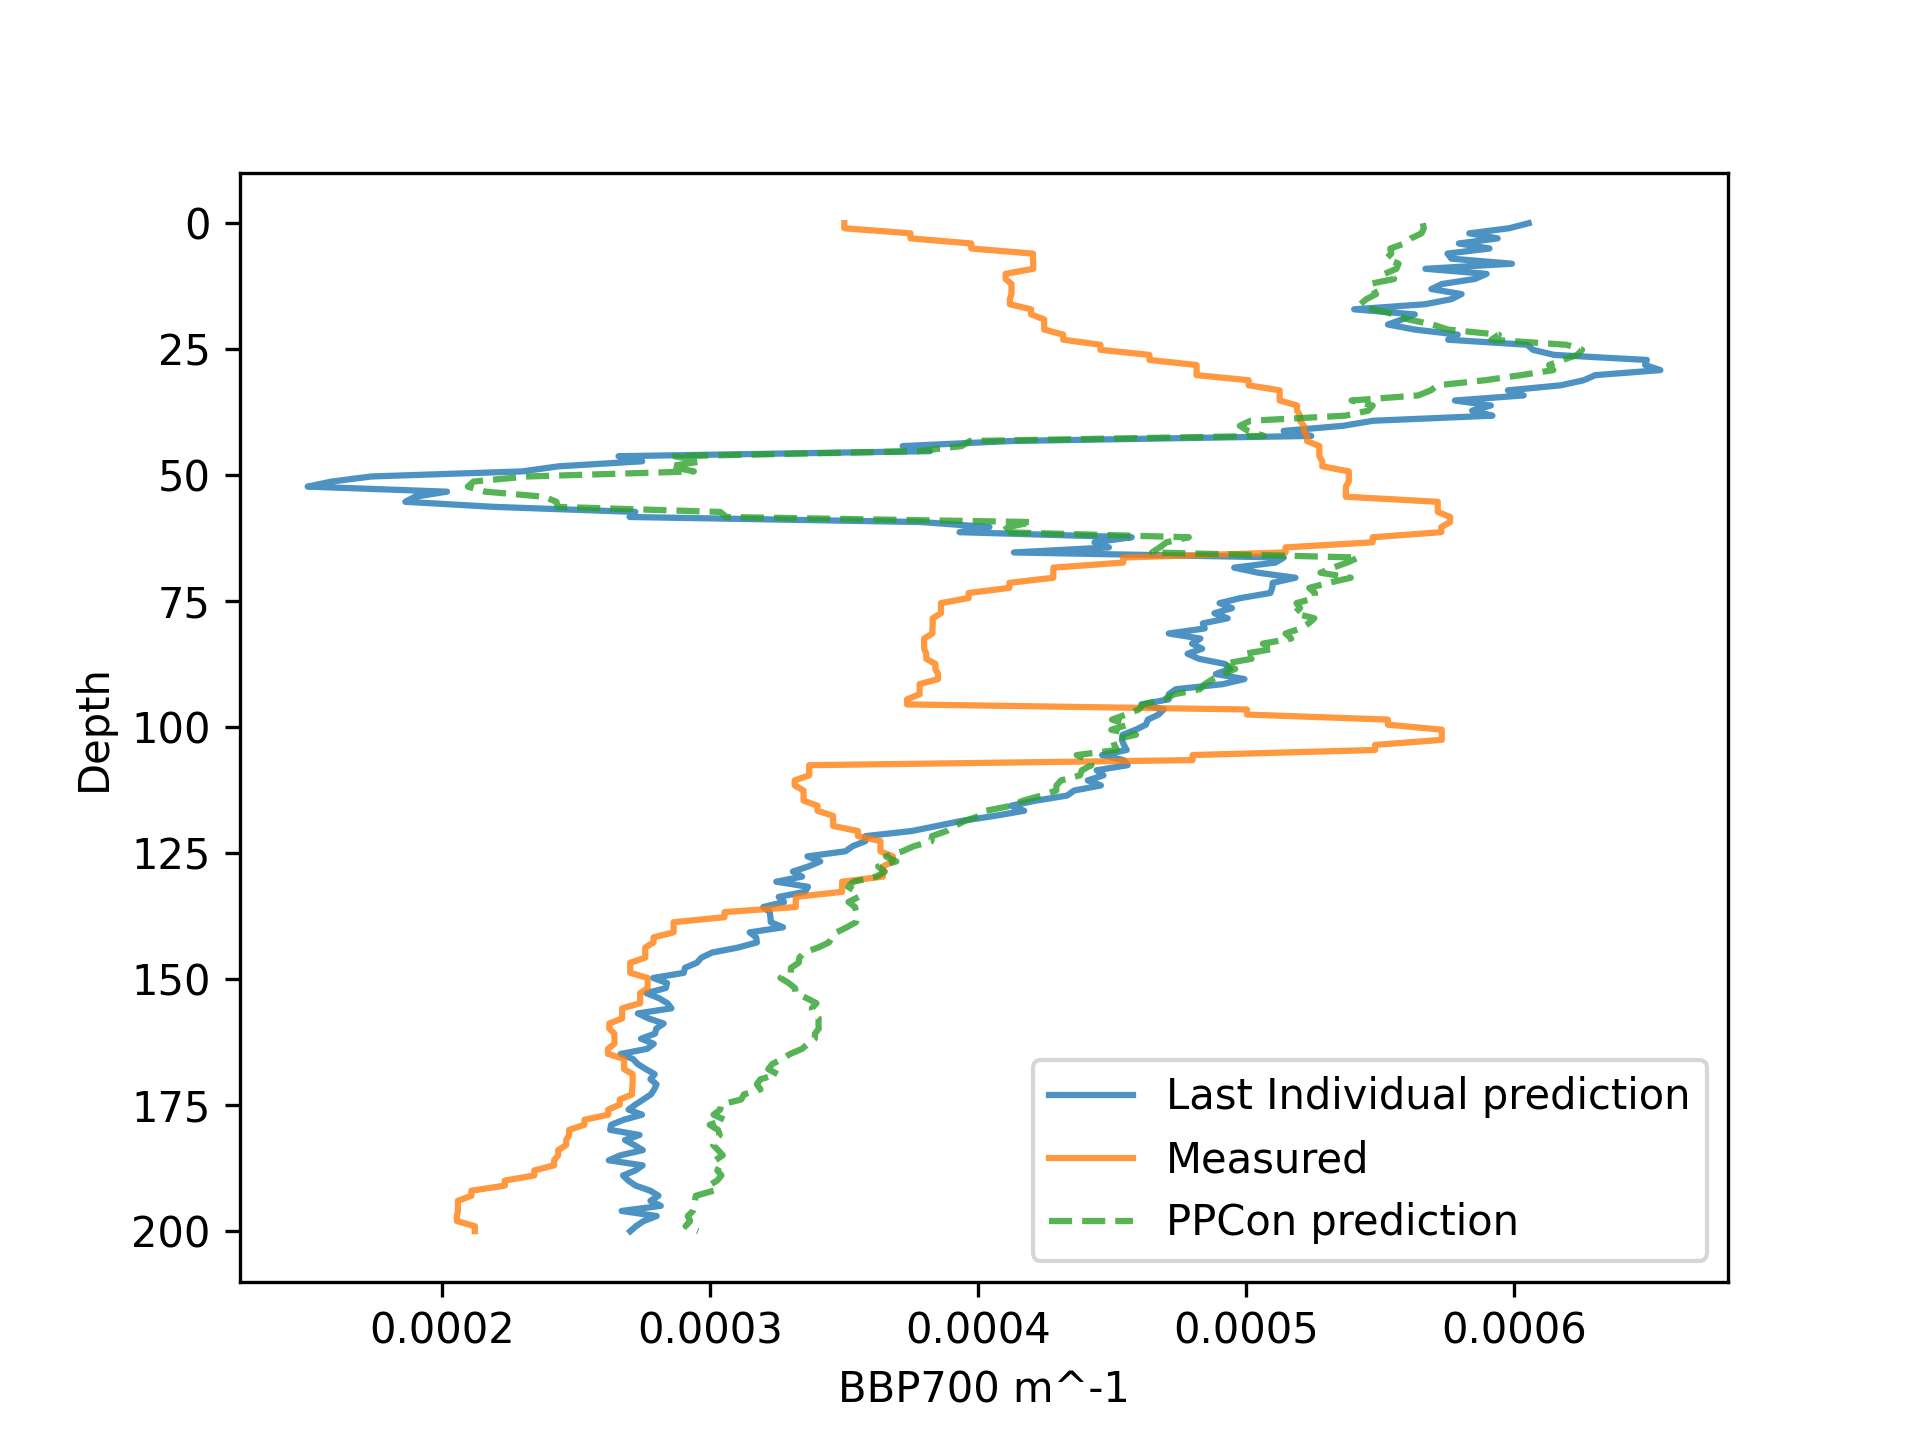 0
25
50
75
100
125
150
175
200
Depth
0.0002 0.0003 0.0004 0.0005 0.0006
BBP700 m^-1
Last Individual prediction
Measured
PPCon prediction